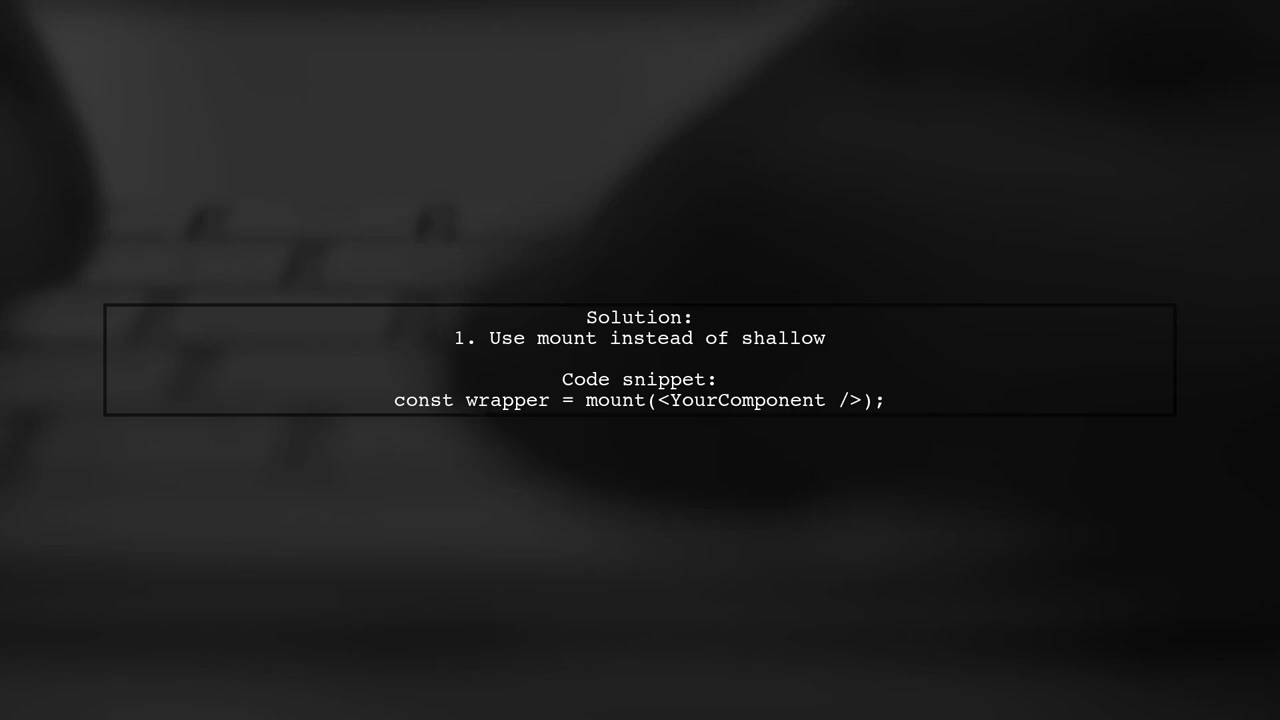 Solution:
1. Use mount instead of shallow
Code snippet:
const wrapper = mount(<YourComponent />);